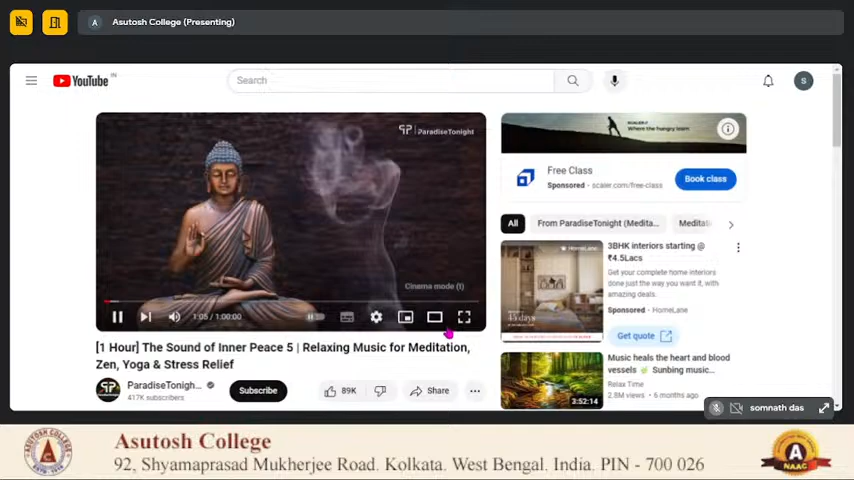 A Asutosh College (Presenting)
YouTube IN
Search
S
ParadiseTonight
Cinema mode (t)
1:05 / 1:00:00
[1 Hour] The Sound of Inner Peace 5 | Relaxing Music for Meditation,
Zen, Yoga & Stress Relief
ParadiseTonigh...
417K subscribers
Subscribe
89K
Share
SCALER
Where the hungry learn
Free Class
Sponsored · scaler.com/free-class
Book class
All
From ParadiseTonight (Medita...
Meditati
HomeLane
3BHK interiors starting @
₹4.5Lacs
Get your complete home interiors
done just the way you want it, with
amazing deals.
Sponsored · HomeLane
Get quote
Music heals the heart and blood
vessels 🌿 Sunbing music...
Relax Time
2.8M views · 6 months ago
3:52:14
somnath das
Asutosh College
92, Shyamaprasad Mukherjee Road, Kolkata, West Bengal, India, PIN - 700 026
ASUTOSH COLLEGE
A
NAAC